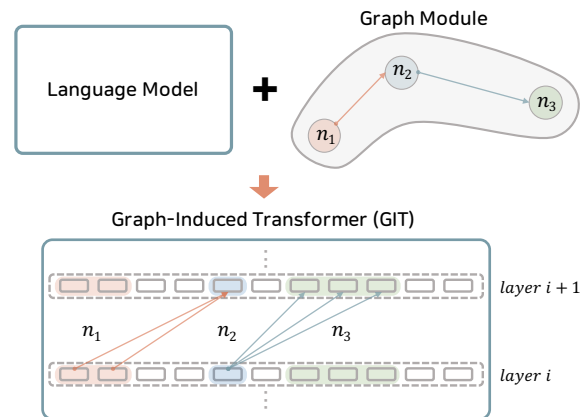 Graph Module
Language Model
+
n₁
n₂
n₃
Graph-Induced Transformer (GIT)
layer i + 1
n₁
n₂
n₃
layer i